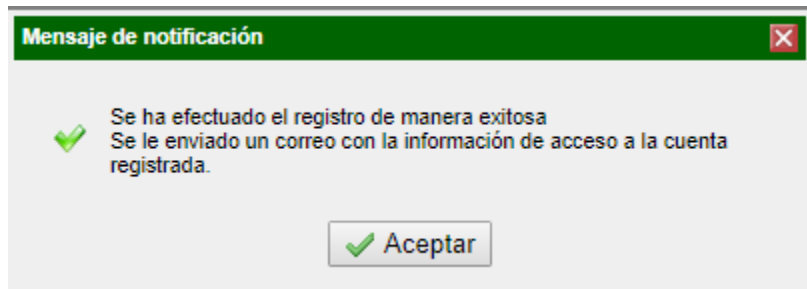 Mensaje de notificación
Se ha efectuado el registro de manera exitosa
Se le enviado un correo con la información de acceso a la cuenta
registrada.
Aceptar